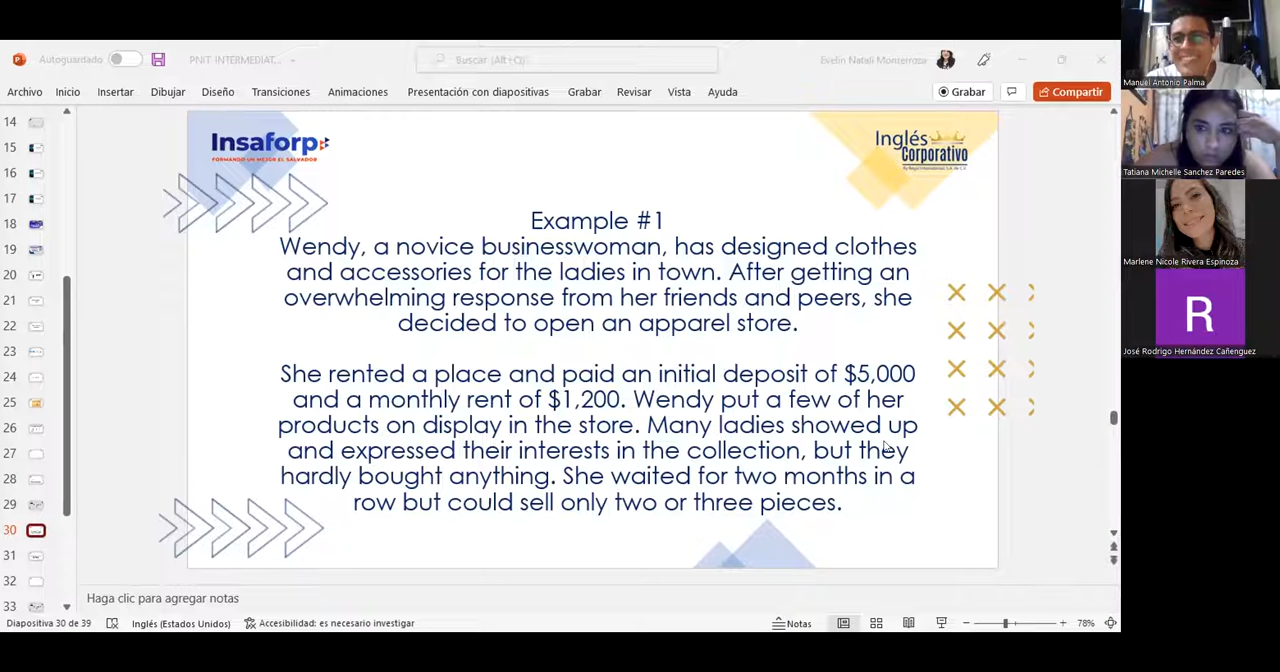 Autoguardado
PNIT INTERMEDIAT...
Buscar (Alt+Q)
Evelin Natali Monterroza
Archivo Inicio Insertar Dibujar Diseño Transiciones Animaciones Presentación con diapositivas Grabar Revisar Vista Ayuda
Grabar
Compartir
14
15
16
17
18
19
20
21
22
23
24
25
26
27
28
29
30
31
32
33
Insaforp
FORMANDO UN MEJOR EL SALVADOR
Inglés
Corporativo
Example #1
Wendy, a novice businesswoman, has designed clothes
and accessories for the ladies in town. After getting an
overwhelming response from her friends and peers, she
decided to open an apparel store.
She rented a place and paid an initial deposit of $5,000
and a monthly rent of $1,200. Wendy put a few of her
products on display in the store. Many ladies showed up
and expressed their interests in the collection, but they
hardly bought anything. She waited for two months in a
row but could sell only two or three pieces.
Haga clic para agregar notas
Diapositiva 30 de 39
Inglés (Estados Unidos)
Accesibilidad: es necesario investigar
Notas
78%
Manuel Antonio Palma
Tatiana Michelle Sanchez Paredes
Marlene Nicole Rivera Espinoza
R
José Rodrigo Hernández Cañenguez